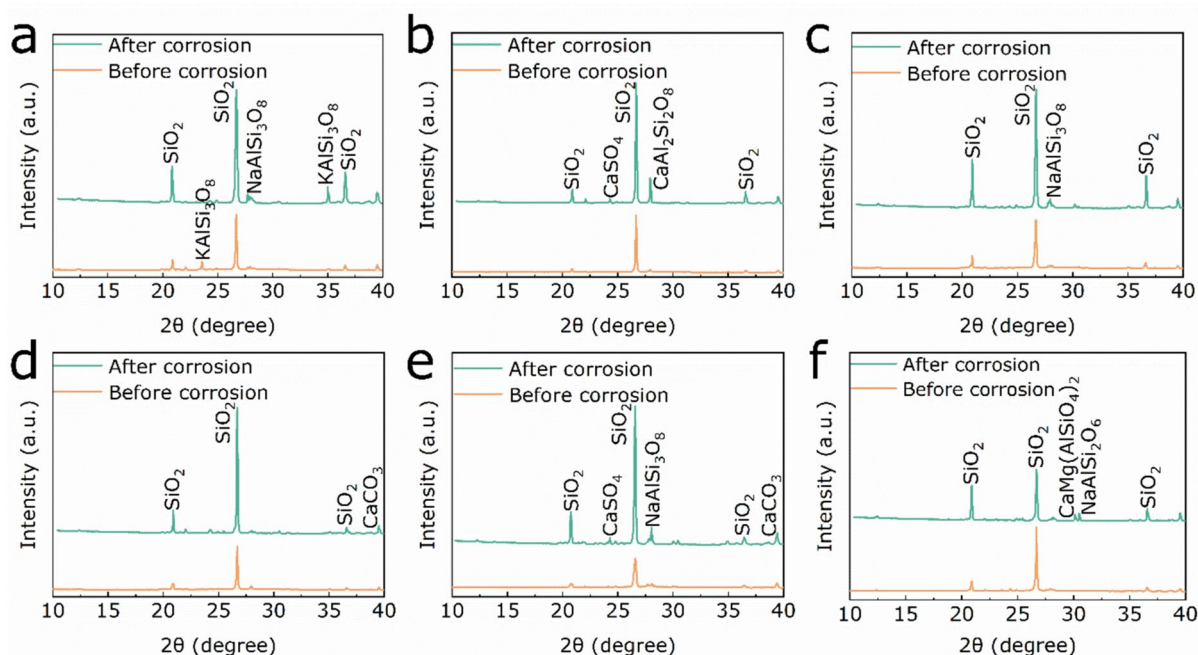 a
After corrosion
Before corrosion
SiO₂
SiO₂
NaAlSi₃O₈
KAlSi₃O₈
SiO₂
KAlSi₃O₈
Intensity (a.u.)
10 15 20 25 30 35 40
2θ (degree)
b
After corrosion
Before corrosion
SiO₂
CaSO₄
SiO₂
CaAl₂Si₂O₈
SiO₂
Intensity (a.u.)
10 15 20 25 30 35 40
2θ (degree)
c
After corrosion
Before corrosion
SiO₂
SiO₂
NaAlSi₃O₈
SiO₂
Intensity (a.u.)
10 15 20 25 30 35 40
2θ (degree)
d
After corrosion
Before corrosion
SiO₂
SiO₂
SiO₂
CaCO₃
Intensity (a.u.)
10 15 20 25 30 35 40
2θ (degree)
e
After corrosion
Before corrosion
SiO₂
CaSO₄
SiO₂
NaAlSi₃O₈
SiO₂
CaCO₃
Intensity (a.u.)
10 15 20 25 30 35 40
2θ (degree)
f
After corrosion
Before corrosion
SiO₂
SiO₂
CaMg(AlSiO₄)₂
NaAlSi₂O₆
SiO₂
Intensity (a.u.)
10 15 20 25 30 35 40
2θ (degree)